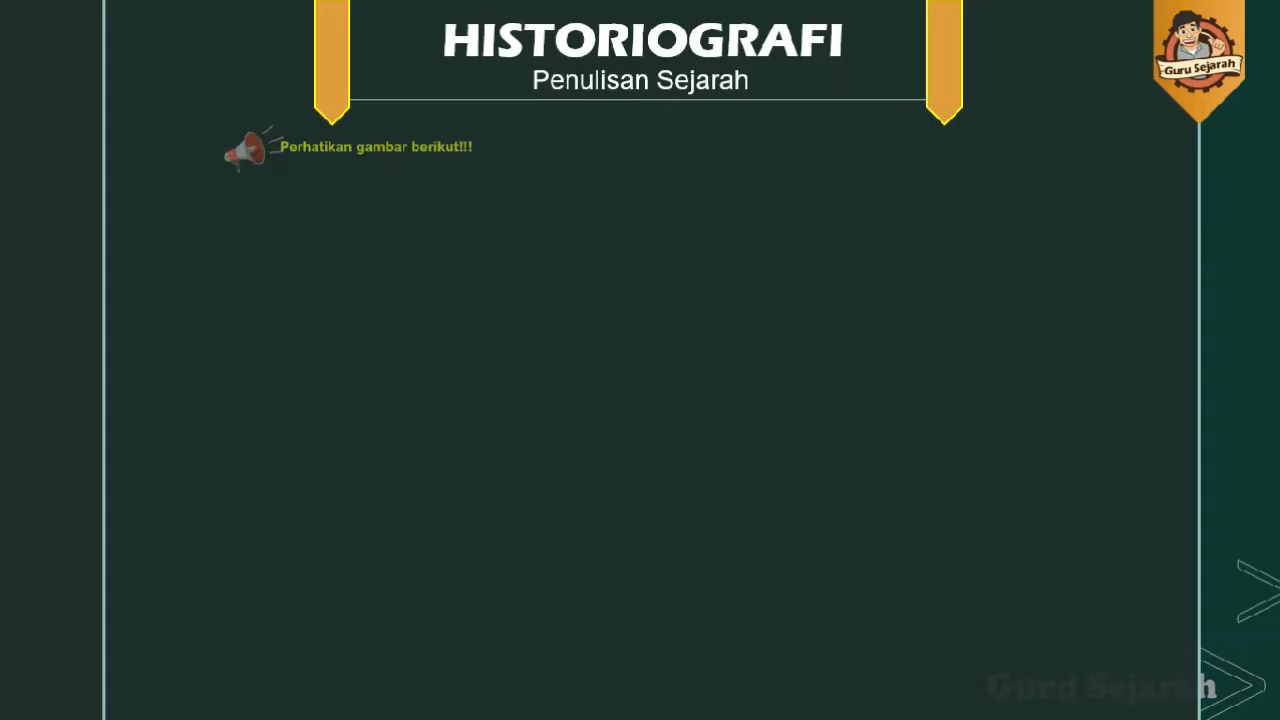 HISTORIOGRAFI
Penulisan Sejarah
Guru Sejarah
Perhatikan gambar berikut!!!
Guru Sejarah